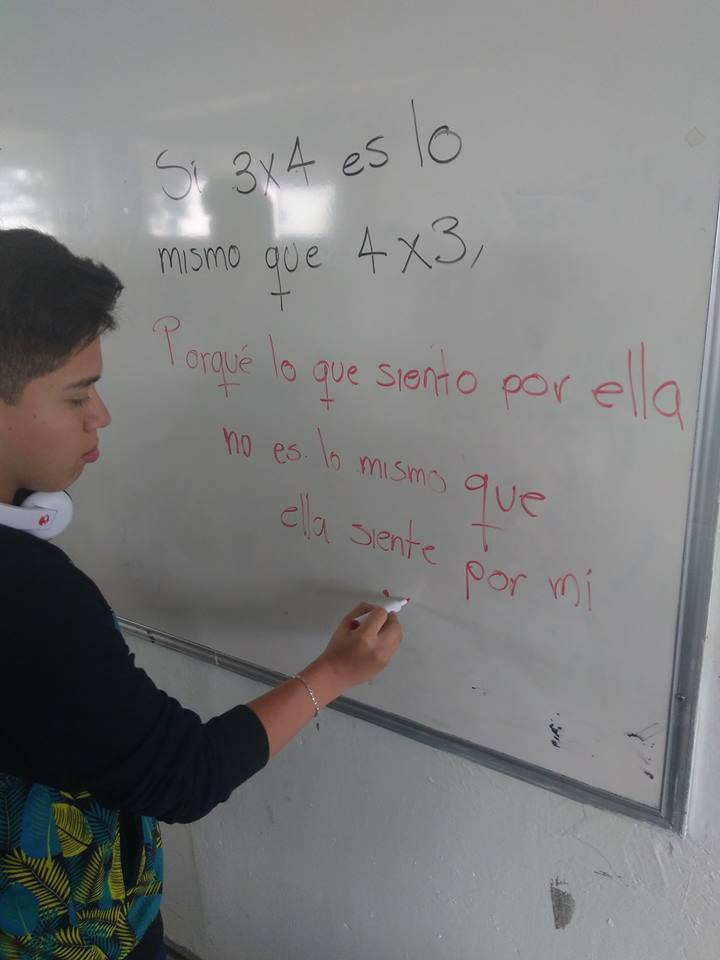 Si 3x4 es lo
mismo que 4x3,
Porqué lo que siento por ella
no es lo mismo que
ella siente por mi